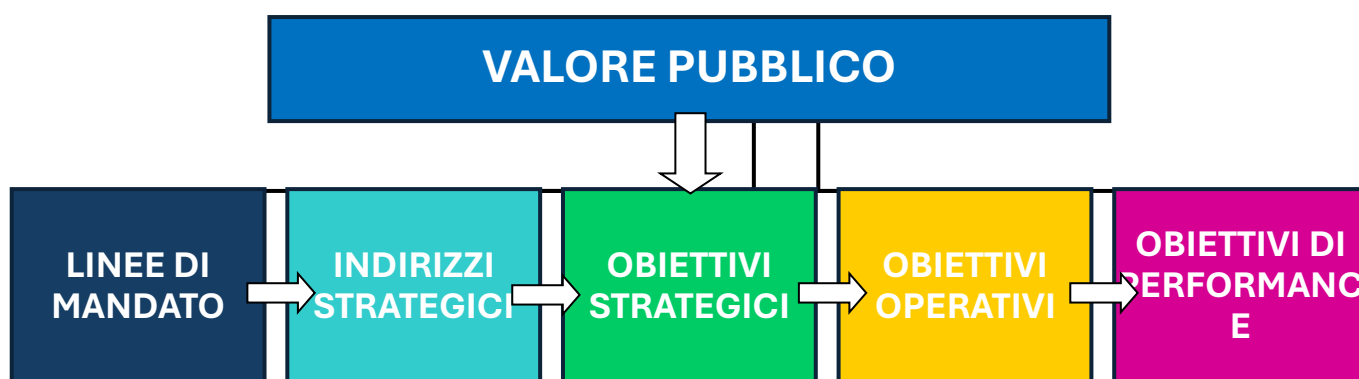 VALORE PUBBLICO
LINEE DI
MANDATO
INDIRIZZI
STRATEGICI
OBIETTIVI
STRATEGICI
OBIETTIVI
OPERATIVI
OBIETTIVI DI
PERFORMANC
E